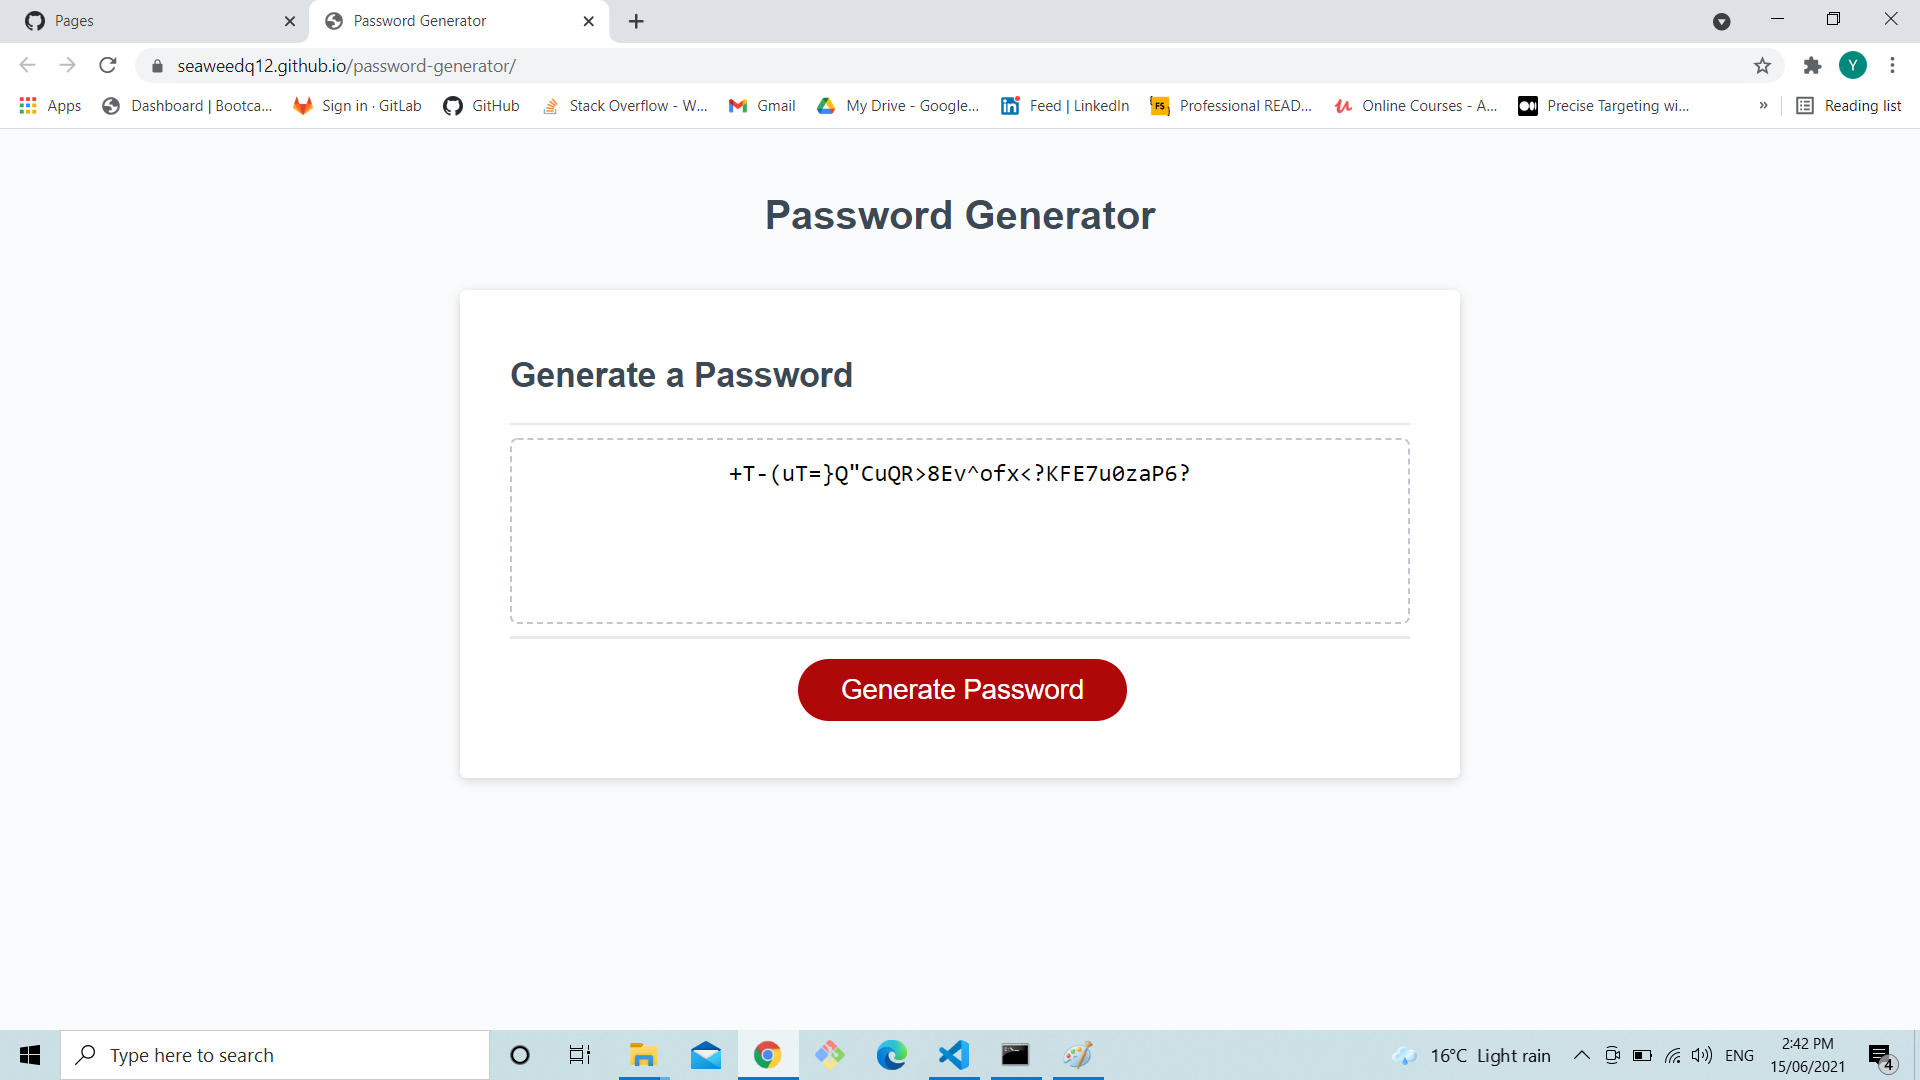 Pages
Password Generator
seaweedq12.github.io/password-generator/
Y
Apps
Dashboard | Bootca...
Sign in · GitLab
GitHub
Stack Overflow - W...
Gmail
My Drive - Google...
Feed | LinkedIn
FS
Professional READ...
Online Courses - A...
Precise Targeting wi...
»
Reading list
Password Generator
Generate a Password
+T-(uT=}Q"CuQR>8Ev^ofx<?KFE7u0zaP6?
Generate Password
Type here to search
16°C Light rain
ENG
2:42 PM
15/06/2021
4